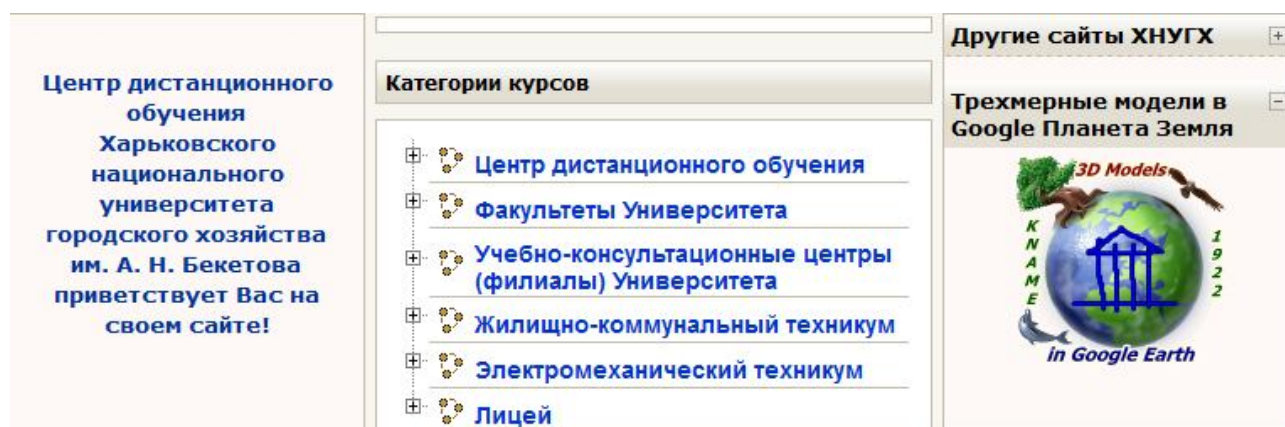 Центр дистанционного
обучения
Харьковского
национального
университета
городского хозяйства
им. А. Н. Бекетова
приветствует Вас на
своем сайте!
Категории курсов
Центр дистанционного обучения
Факультеты Университета
Учебно-консультационные центры
(филиалы) Университета
Жилищно-коммунальный техникум
Электромеханический техникум
Лицей
Другие сайты ХНУГХ
Трехмерные модели в
Google Планета Земля
3D Models
KNAME
1922
in Google Earth